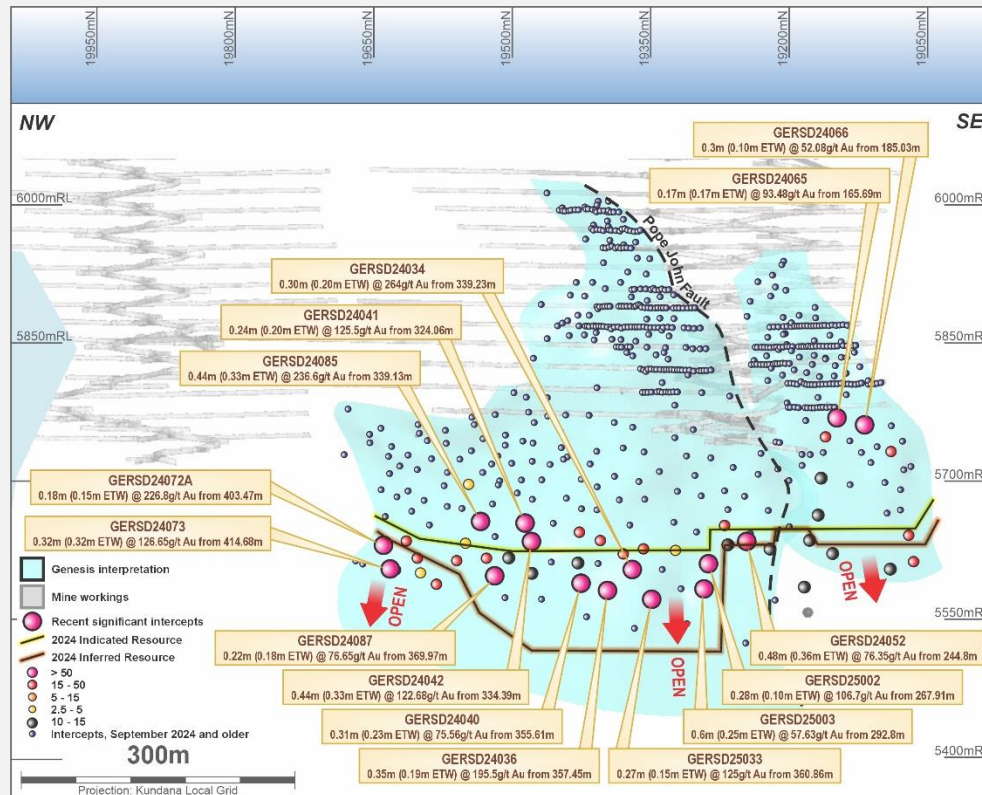 19950mN
19800mN
19650mN
19500mN
19350mN
19200mN
19050mN
NW
SE
GERSD24066
0.3m (0.10m ETW) @ 52.08g/t Au from 185.03m
GERSD24065
0.17m (0.17m ETW) @ 93.48g/t Au from 165.69m
6000mRL
6000mR
Pope John Fault
GERSD24034
0.30m (0.20m ETW) @ 264g/t Au from 339.23m
GERSD24041
0.24m (0.20m ETW) @ 125.5g/t Au from 324.06m
GERSD24085
0.44m (0.33m ETW) @ 236.6g/t Au from 339.13m
5850mRL
5850mR
GERSD24072A
0.18m (0.15m ETW) @ 226.8g/t Au from 403.47m
GERSD24073
0.32m (0.32m ETW) @ 126.65g/t Au from 414.68m
5700mR
Genesis interpretation
Mine workings
Recent significant intercepts
2024 Indicated Resource
2024 Inferred Resource
> 50
15 - 50
5 - 15
2.5 - 5
10 - 15
Intercepts, September 2024 and older
300m
Projection: Kundana Local Grid
OPEN
OPEN
OPEN
5550mR
GERSD24087
0.22m (0.18m ETW) @ 76.65g/t Au from 369.97m
GERSD24042
0.44m (0.33m ETW) @ 122.68g/t Au from 334.39m
GERSD24040
0.31m (0.23m ETW) @ 75.56g/t Au from 355.61m
GERSD24036
0.35m (0.19m ETW) @ 195.5g/t Au from 357.45m
GERSD24052
0.48m (0.36m ETW) @ 76.35g/t Au from 244.8m
GERSD25002
0.28m (0.10m ETW) @ 106.7g/t Au from 267.91m
GERSD25003
0.6m (0.25m ETW) @ 57.63g/t Au from 292.8m
GERSD25033
0.27m (0.15m ETW) @ 125g/t Au from 360.86m
5400mR